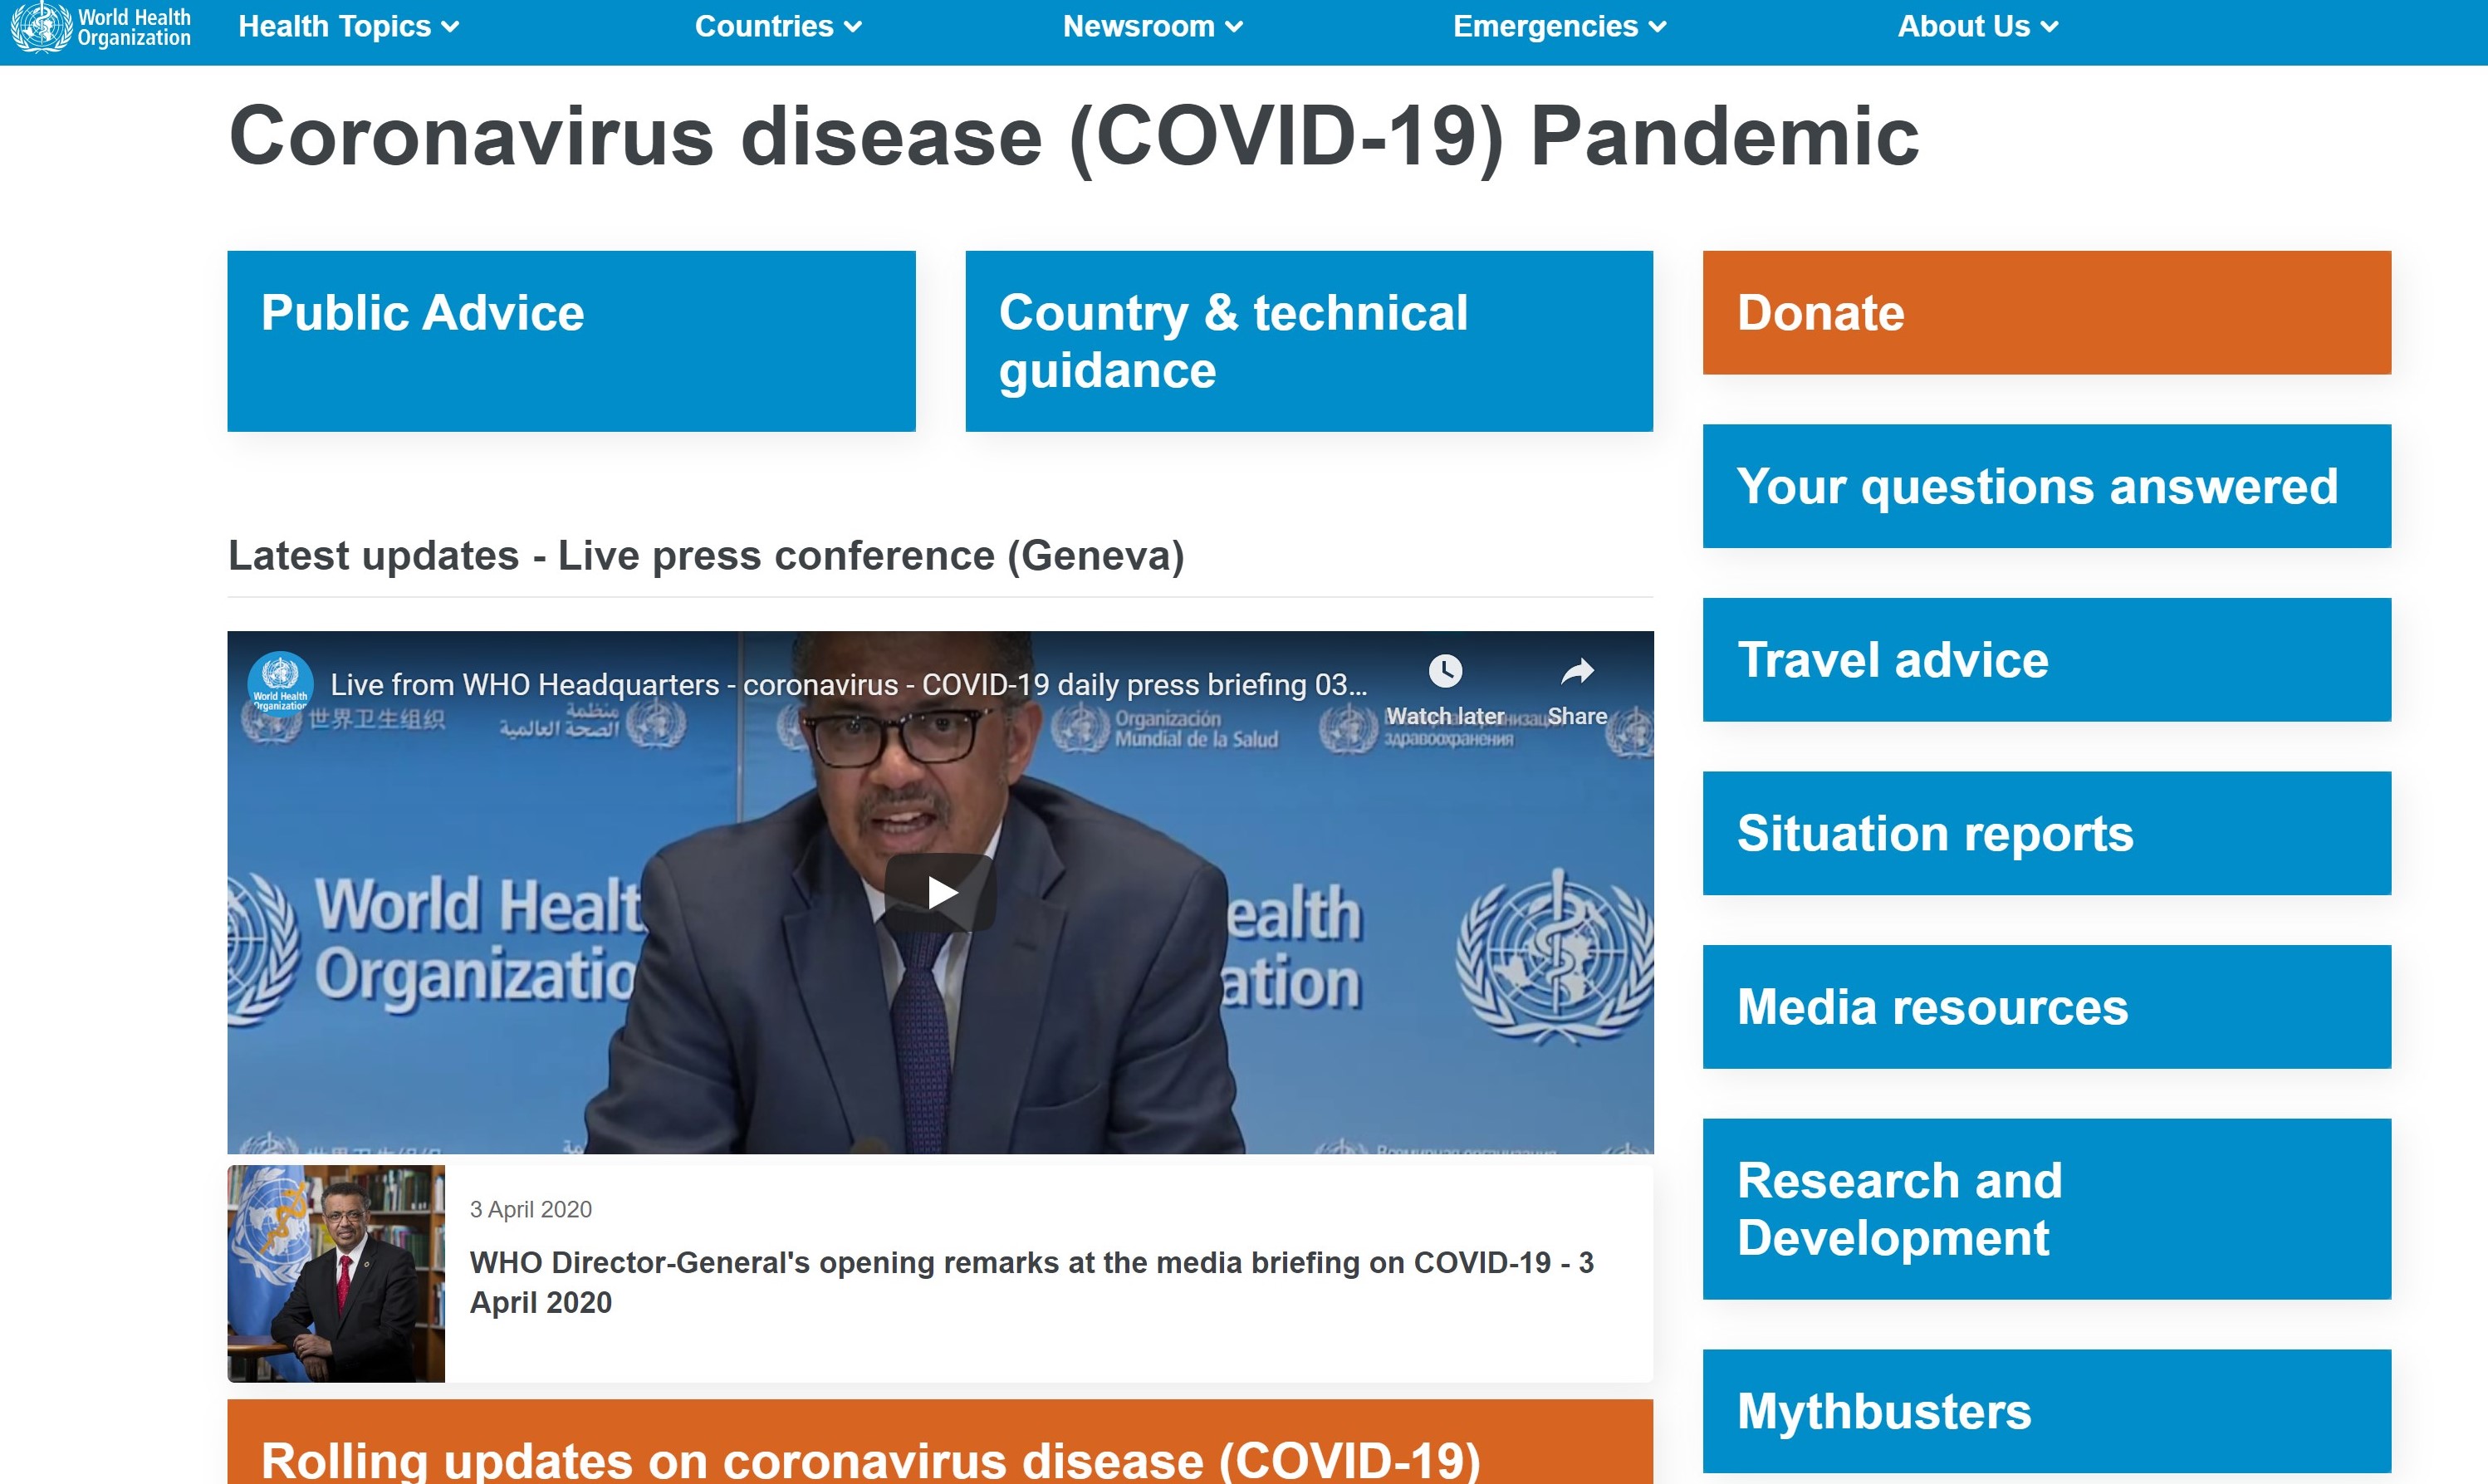 World Health
Organization
Health Topics
Countries
Newsroom
Emergencies
About Us
Coronavirus disease (COVID-19) Pandemic
Public Advice
Country & technical
guidance
Donate
Your questions answered
Travel advice
Situation reports
Media resources
Research and
Development
Mythbusters
Latest updates - Live press conference (Geneva)
World Health
Organization
Live from WHO Headquarters - coronavirus - COVID-19 daily press briefing 03...
Watch later
Share
世界卫生组织
منظمة
الصحة العالمية
Organización
Mundial de la Salud
здравоохранения
World Healt
Organizatio
ealth
ation
3 April 2020
WHO Director-General's opening remarks at the media briefing on COVID-19 - 3
April 2020
Rolling updates on coronavirus disease (COVID-19)